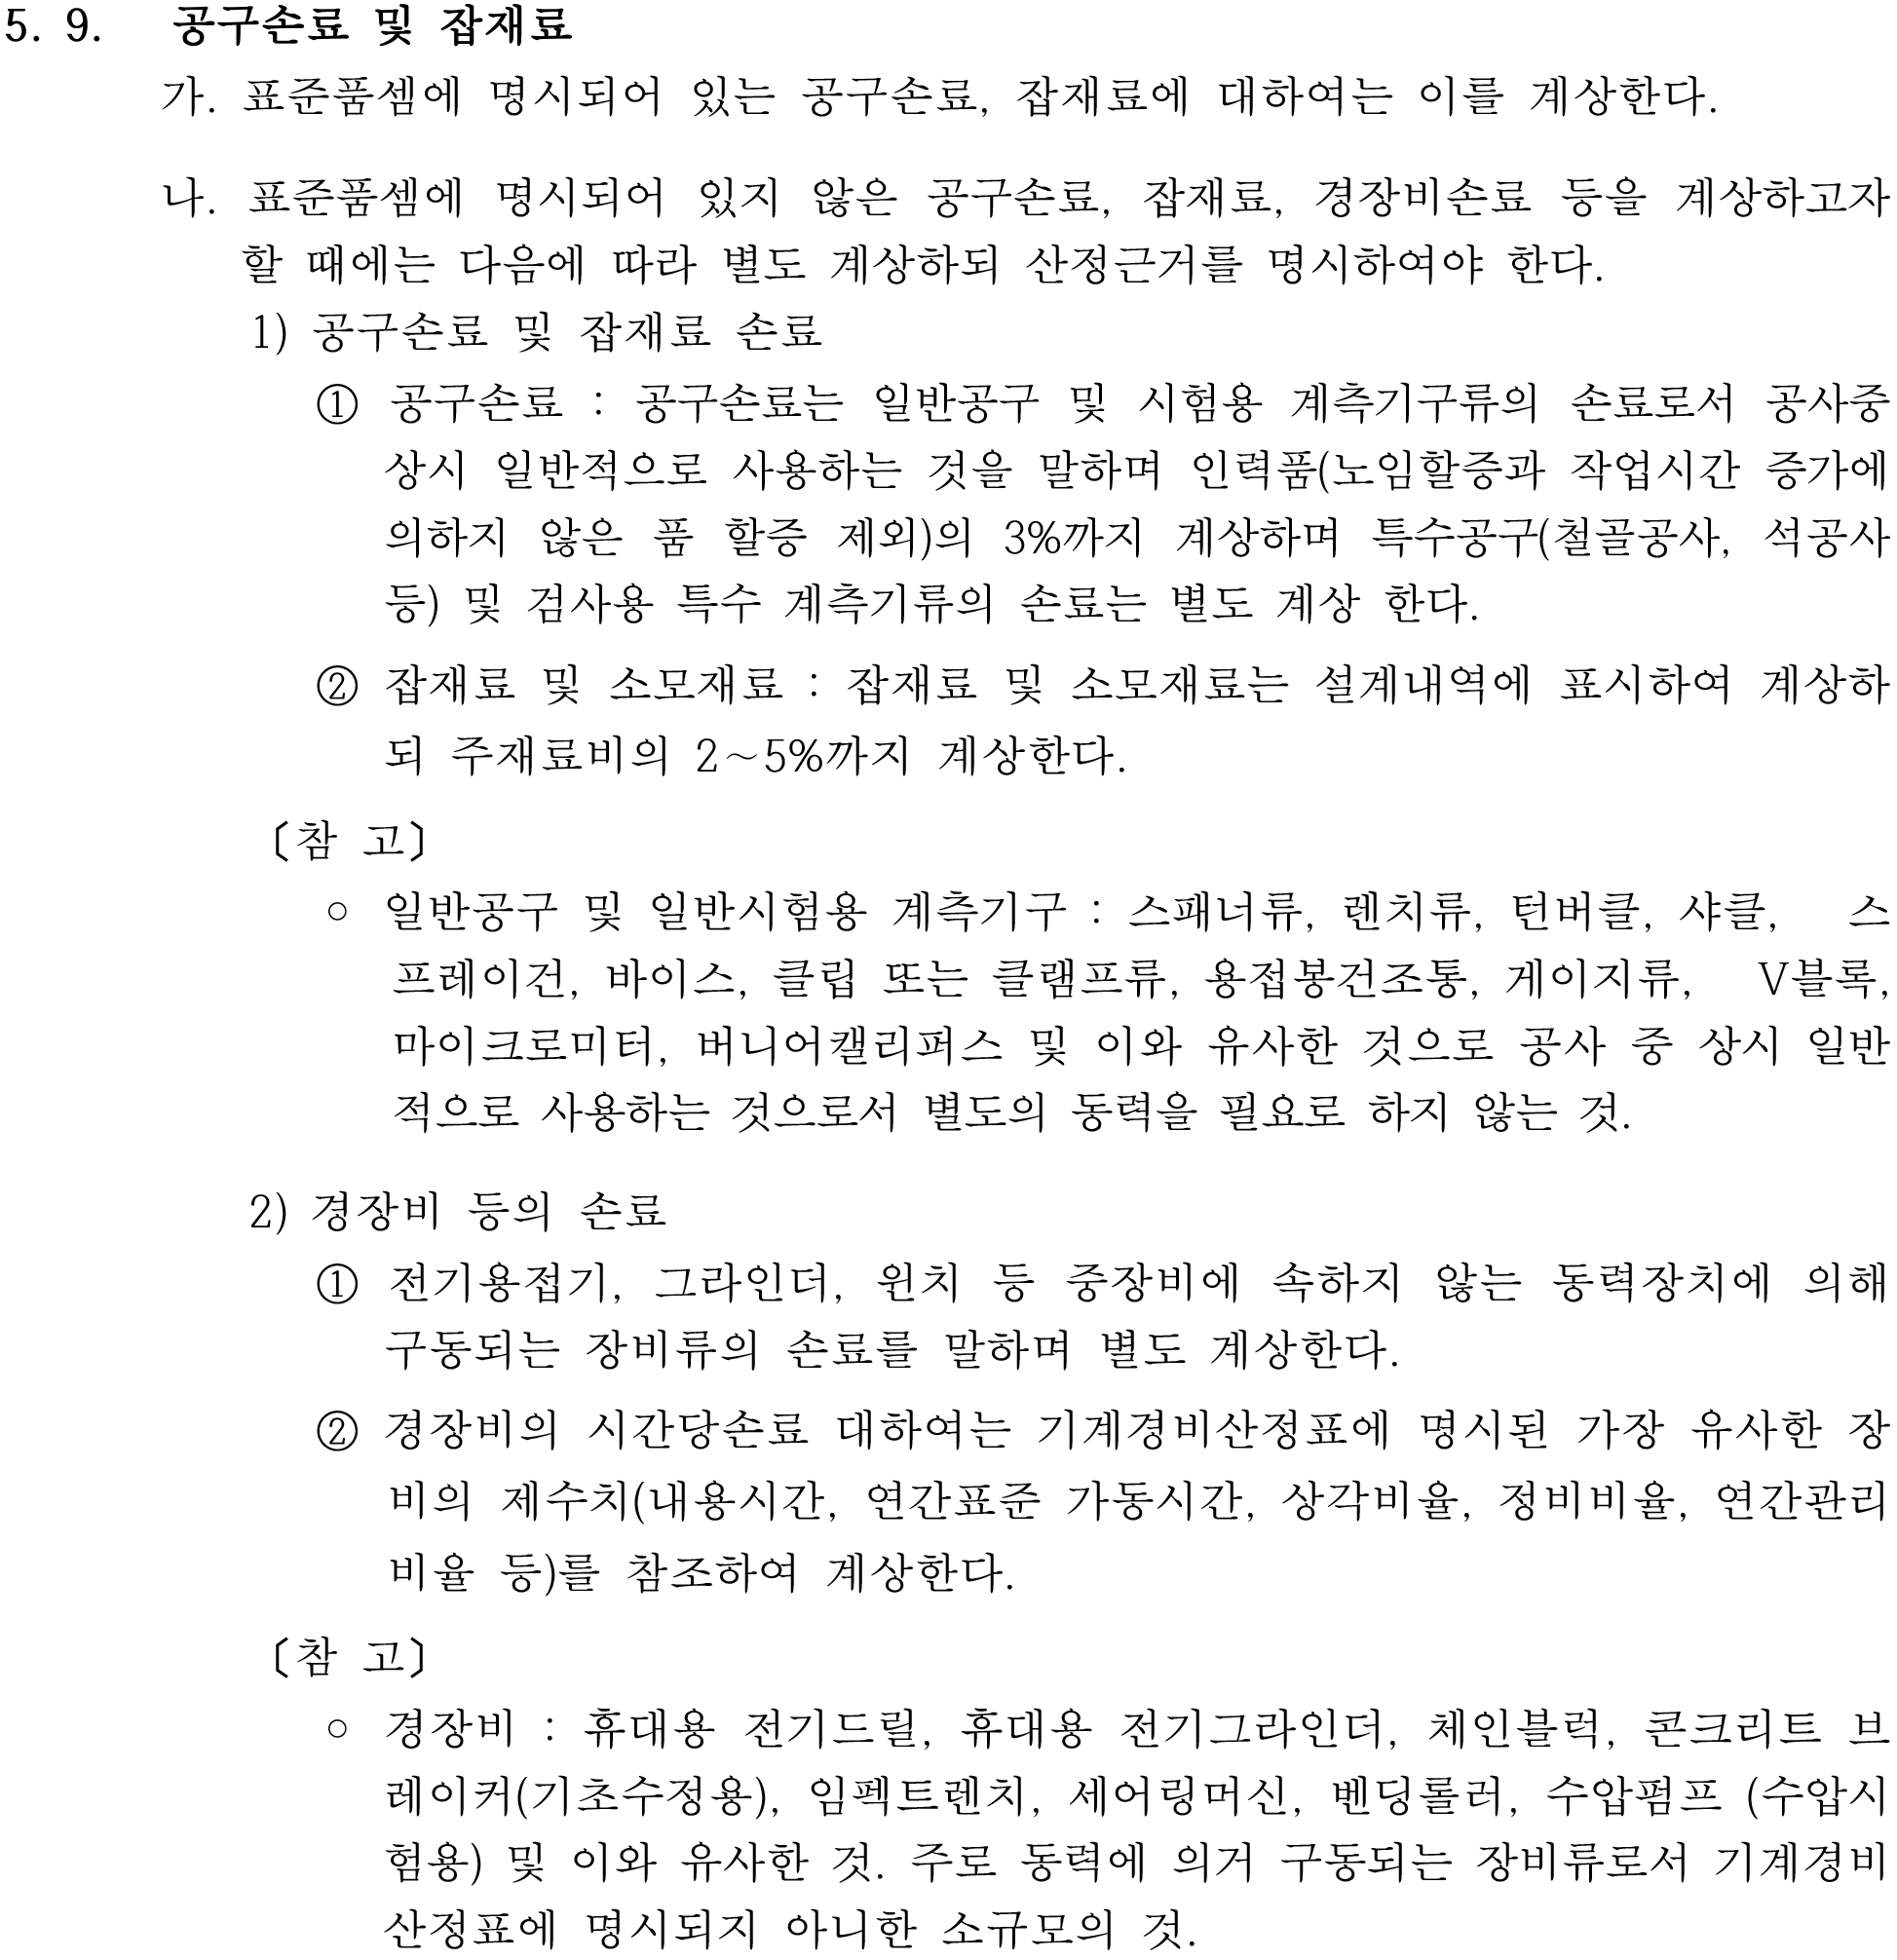 5. 9. 공구손료 및 잡재료
가. 표준품셈에 명시되어 있는 공구손료, 잡재료에 대하여는 이를 계상한다.
나. 표준품셈에 명시되어 있지 않은 공구손료, 잡재료, 경장비손료 등을 계상하고자
할 때에는 다음에 따라 별도 계상하되 산정근거를 명시하여야 한다.
1) 공구손료 및 잡재료 손료
① 공구손료 : 공구손료는 일반공구 및 시험용 계측기구류의 손료로서 공사중
상시 일반적으로 사용하는 것을 말하며 인력품(노임할증과 작업시간 증가에
의하지 않은 품 할증 제외)의 3%까지 계상하며 특수공구(철골공사, 석공사
등) 및 검사용 특수 계측기류의 손료는 별도 계상 한다.
② 잡재료 및 소모재료 : 잡재료 및 소모재료는 설계내역에 표시하여 계상하
되 주재료비의 2～5%까지 계상한다.
〔참 고〕
○ 일반공구 및 일반시험용 계측기구 : 스패너류, 렌치류, 턴버클, 샤클, 스
프레이건, 바이스, 클립 또는 클램프류, 용접봉건조통, 게이지류, V블록,
마이크로미터, 버니어캘리퍼스 및 이와 유사한 것으로 공사 중 상시 일반
적으로 사용하는 것으로서 별도의 동력을 필요로 하지 않는 것.
2) 경장비 등의 손료
① 전기용접기, 그라인더, 윈치 등 중장비에 속하지 않는 동력장치에 의해
구동되는 장비류의 손료를 말하며 별도 계상한다.
② 경장비의 시간당손료 대하여는 기계경비산정표에 명시된 가장 유사한 장
비의 제수치(내용시간, 연간표준 가동시간, 상각비율, 정비비율, 연간관리
비율 등)를 참조하여 계상한다.
〔참 고〕
○ 경장비 : 휴대용 전기드릴, 휴대용 전기그라인더, 체인블럭, 콘크리트 브
레이커(기초수정용), 임펙트렌치, 세어링머신, 벤딩롤러, 수압펌프 (수압시
험용) 및 이와 유사한 것. 주로 동력에 의거 구동되는 장비류로서 기계경비
산정표에 명시되지 아니한 소규모의 것.